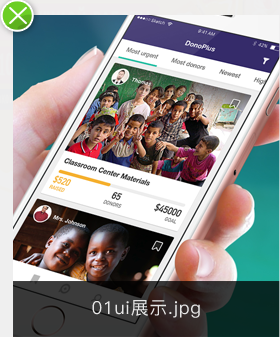 Sketch
9:41 AM
42%
DonoPlus
Most urgent
Most donors
Newest
Thomas
Classroom Center Materials
$520
RAISED
65
DONORS
$45000
GOAL
Mrs. Johnson
01ui展示.jpg